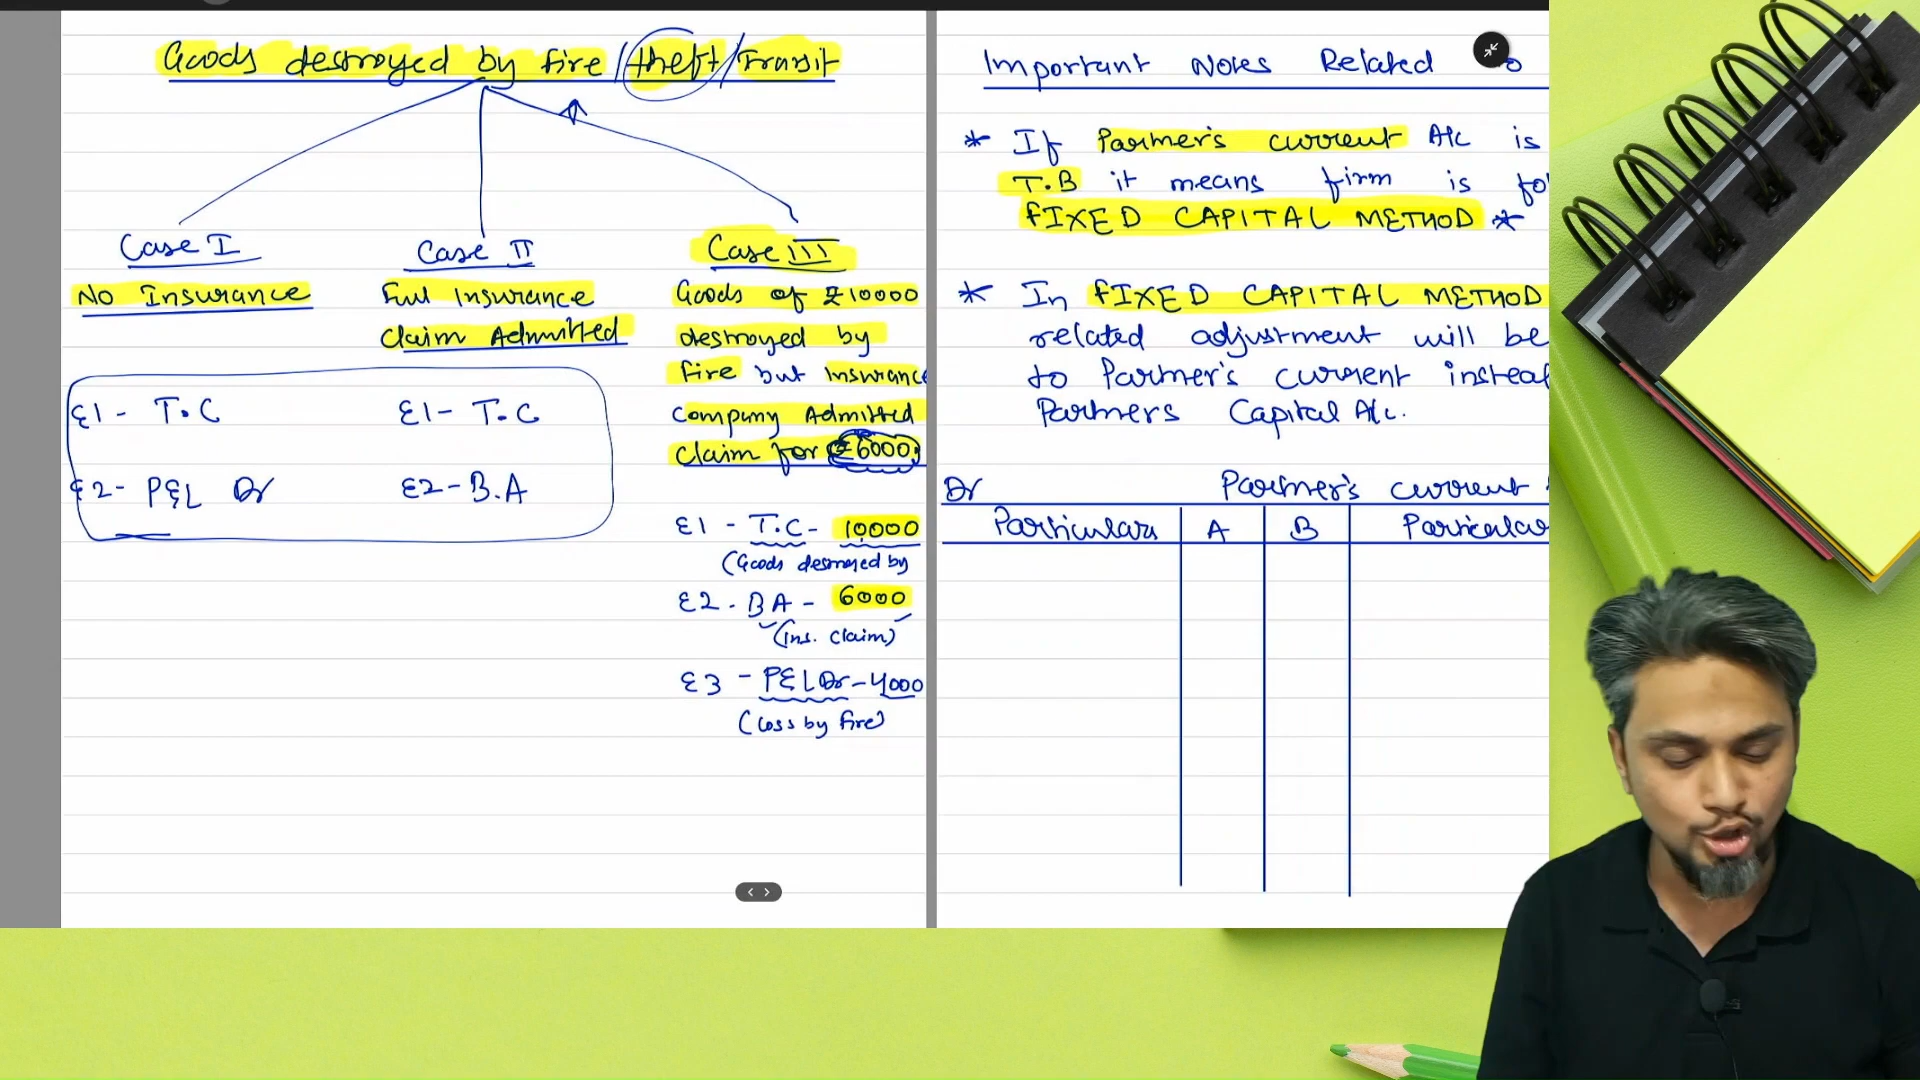 Goods destroyed by fire / theft / Transit
Case I
No Insurance
Case II
Full Insurance
Claim Admitted
Case III
Goods of ₹10000
destroyed by
fire but Insurance
company Admitted
claim for ₹6000
E1 - T.C
E1 - T.C
E2 - P&L Dr
E2 - B.A
E1 - T.C - 10000
(Goods destroyed by
E2 - B A - 6000
(Ins. claim)
E3 - P&L Dr - 4000
(Loss by fire)
Important Notes Related
* If Partner's current A/c is
T.B it means firm is
FIXED CAPITAL METHOD *
* In FIXED CAPITAL METHOD
related adjustment will be
to Partner's current
Partners Capital A/c.
Dr Partner's current
Particulars A B